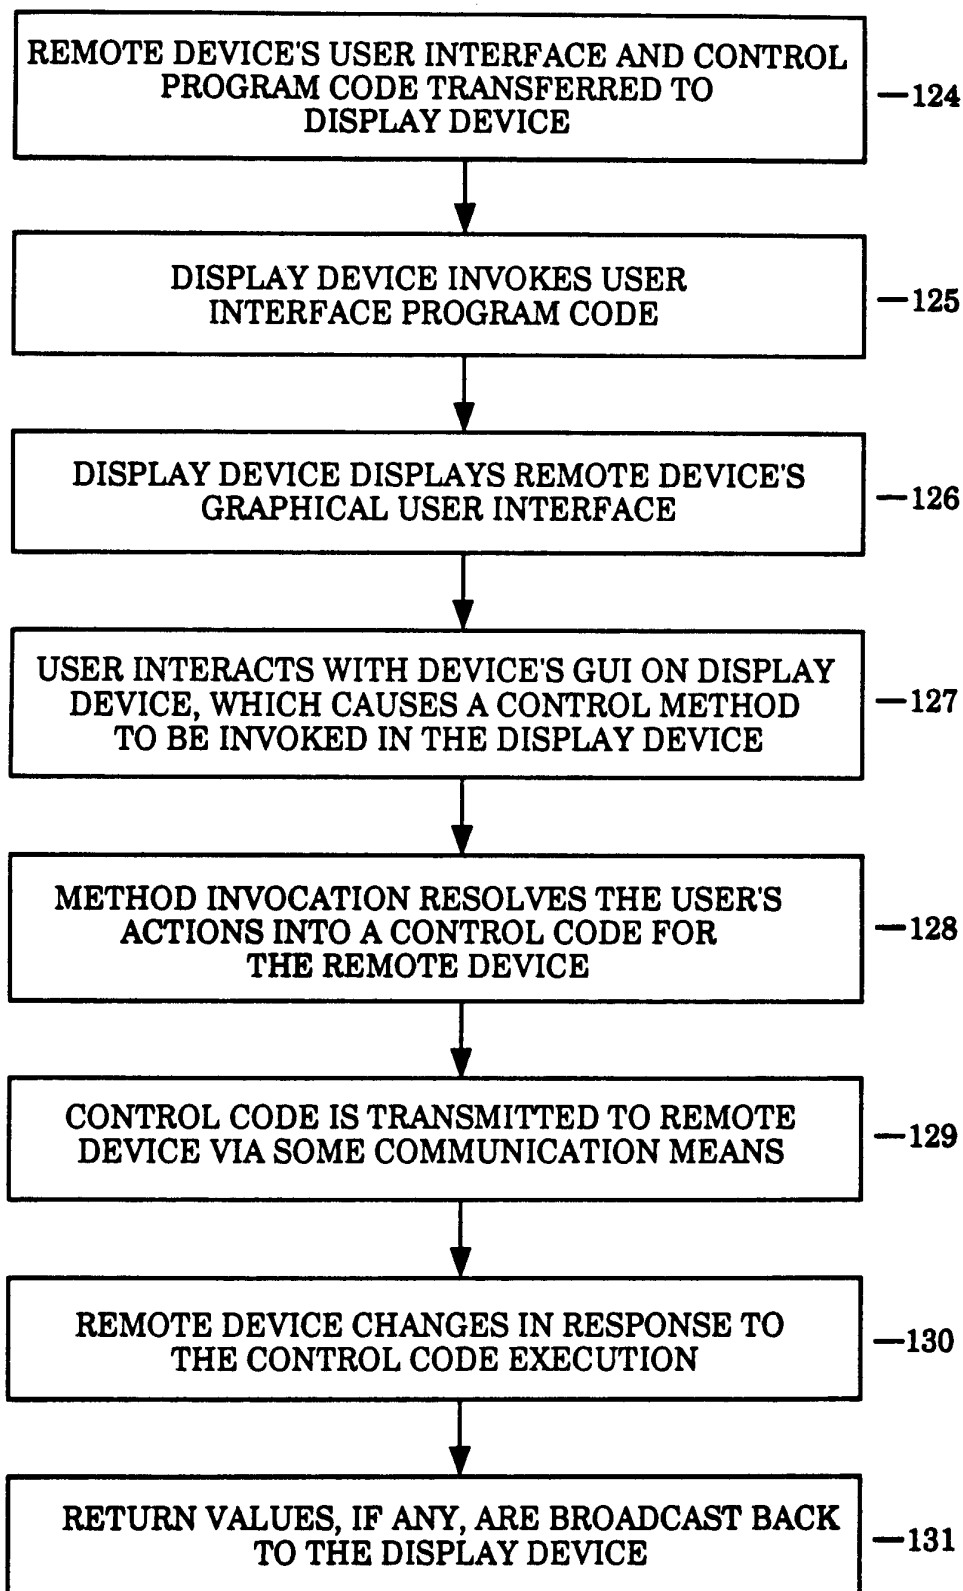 REMOTE DEVICE'S USER INTERFACE AND CONTROL
PROGRAM CODE TRANSFERRED TO
DISPLAY DEVICE
124
DISPLAY DEVICE INVOKES USER
INTERFACE PROGRAM CODE
125
DISPLAY DEVICE DISPLAYS REMOTE DEVICE'S
GRAPHICAL USER INTERFACE
126
USER INTERACTS WITH DEVICE'S GUI ON DISPLAY
DEVICE, WHICH CAUSES A CONTROL METHOD
TO BE INVOKED IN THE DISPLAY DEVICE
127
METHOD INVOCATION RESOLVES THE USER'S
ACTIONS INTO A CONTROL CODE FOR
THE REMOTE DEVICE
128
CONTROL CODE IS TRANSMITTED TO REMOTE
DEVICE VIA SOME COMMUNICATION MEANS
129
REMOTE DEVICE CHANGES IN RESPONSE TO
THE CONTROL CODE EXECUTION
130
RETURN VALUES, IF ANY, ARE BROADCAST BACK
TO THE DISPLAY DEVICE
131